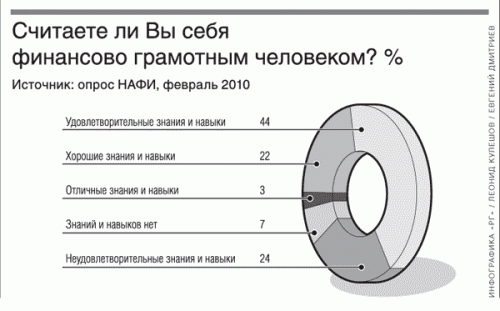 Считаете ли Вы себя
финансово грамотным человеком? %
Источник: опрос НАФИ, февраль 2010
Удовлетворительные знания и навыки 44
Хорошие знания и навыки 22
Отличные знания и навыки 3
Знаний и навыков нет 7
Неудовлетворительные знания и навыки 24
ИНФОГРАФИКА «РГ» / ЛЕОНИД КУЛЕШОВ / ЕВГЕНИЙ ДМИТРИЕВ